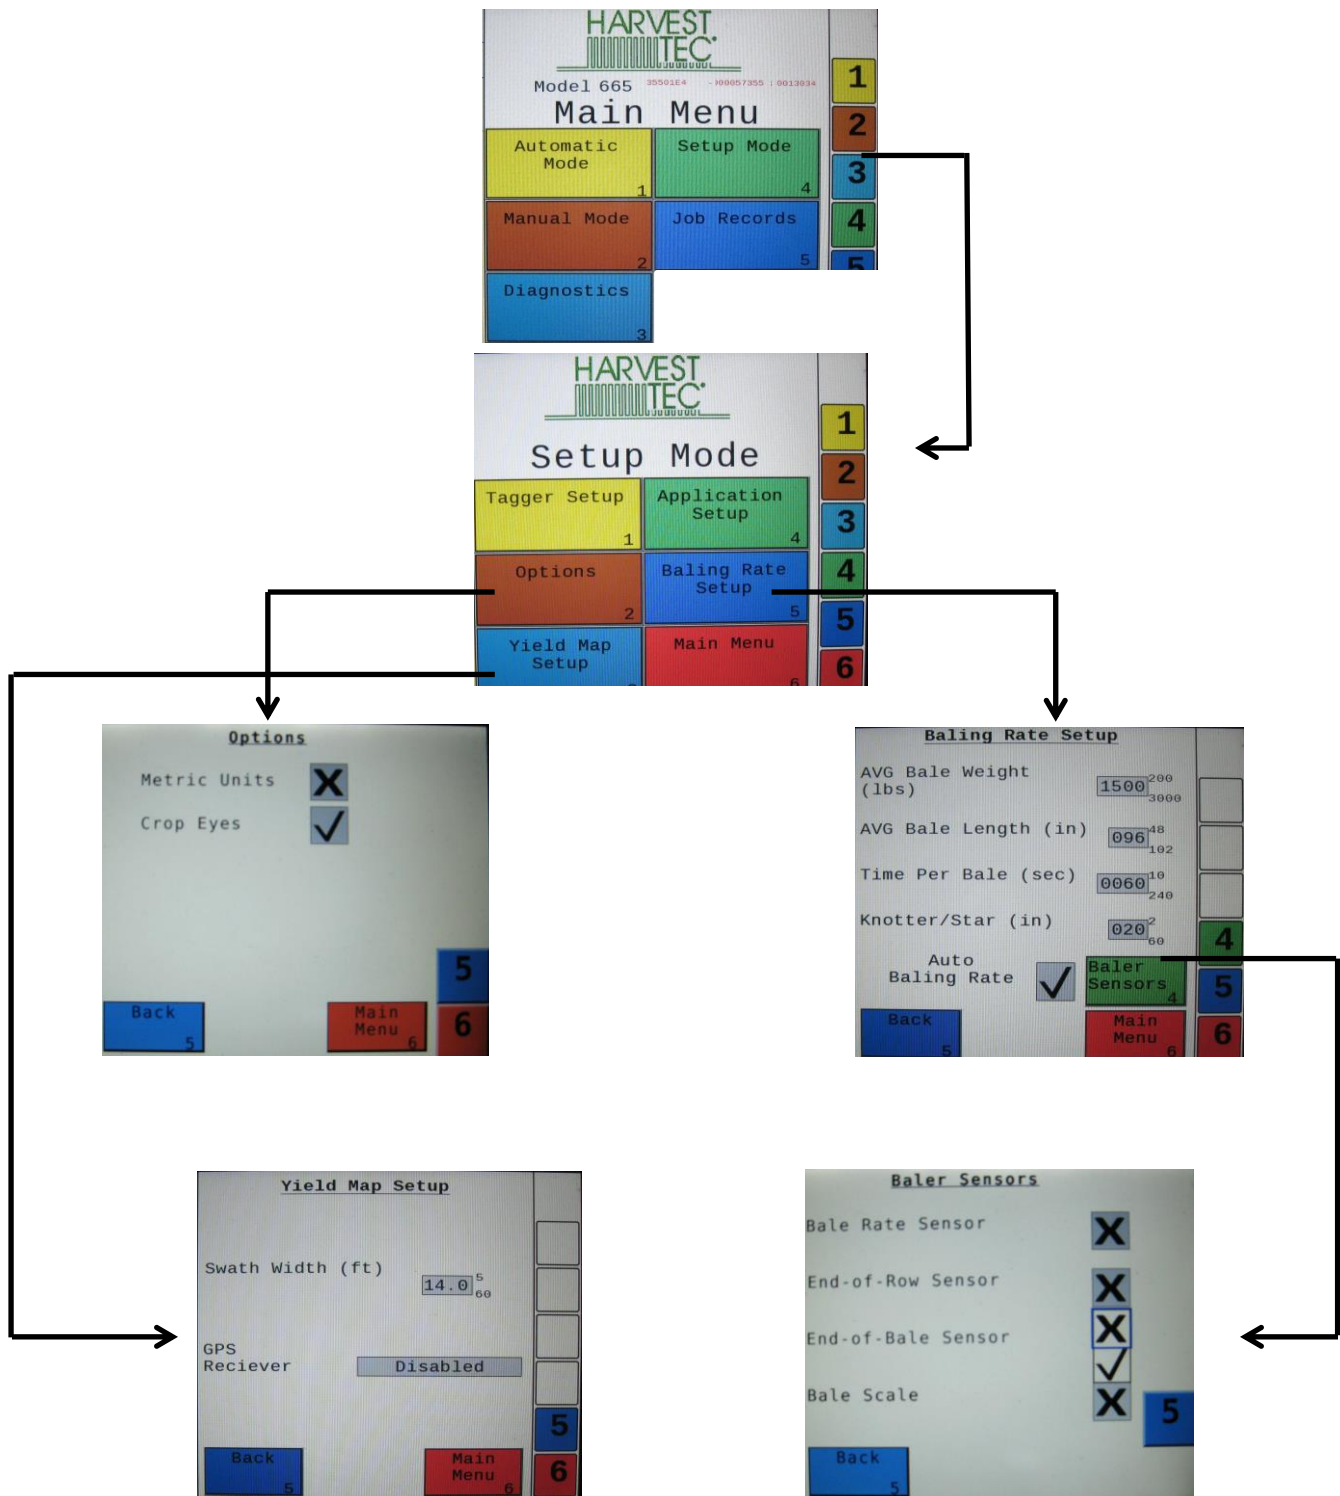 HARVEST
TEC
Model 665 35501E4
Main Menu
Automatic
Mode
1
Setup Mode
4
Manual Mode
2
Job Records
5
Diagnostics
3
1
2
3
4
5
HARVEST
TEC
Setup Mode
Tagger Setup
1
Application
Setup
4
Options
2
Baling Rate
Setup
5
Yield Map
Setup
Main Menu
6
1
2
3
4
5
6
Options
Metric Units
Crop Eyes
Back
5
Main
Menu
6
5
6
Baling Rate Setup
AVG Bale Weight
(lbs)
1500
200
3000
AVG Bale Length (in)
096
48
102
Time Per Bale (sec)
0060
10
240
Knotter/Star (in)
020
2
60
Auto
Baling Rate
Baler
Sensors
4
Back
5
Main
Menu
6
4
5
6
Yield Map Setup
Swath Width (ft)
14.0
5
60
GPS
Reciever
Disabled
Back
5
Main
Menu
6
5
6
Baler Sensors
Bale Rate Sensor
End-of-Row Sensor
End-of-Bale Sensor
Bale Scale
Back
5
5